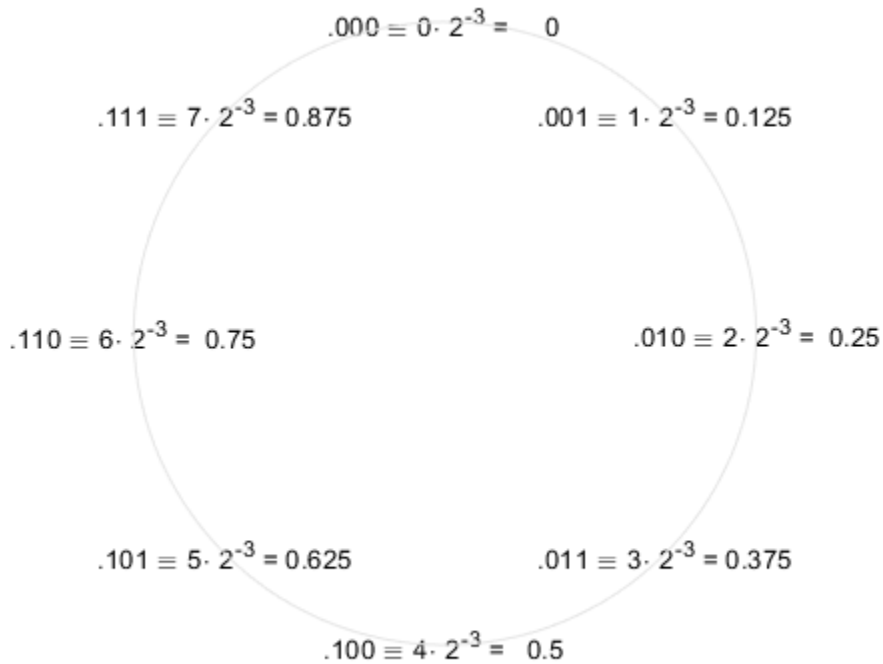 .000 ≡ 0· 2⁻³ = 0
.111 ≡ 7· 2⁻³ = 0.875
.001 ≡ 1· 2⁻³ = 0.125
.110 ≡ 6· 2⁻³ = 0.75
.010 ≡ 2· 2⁻³ = 0.25
.101 ≡ 5· 2⁻³ = 0.625
.011 ≡ 3· 2⁻³ = 0.375
.100 ≡ 4· 2⁻³ = 0.5